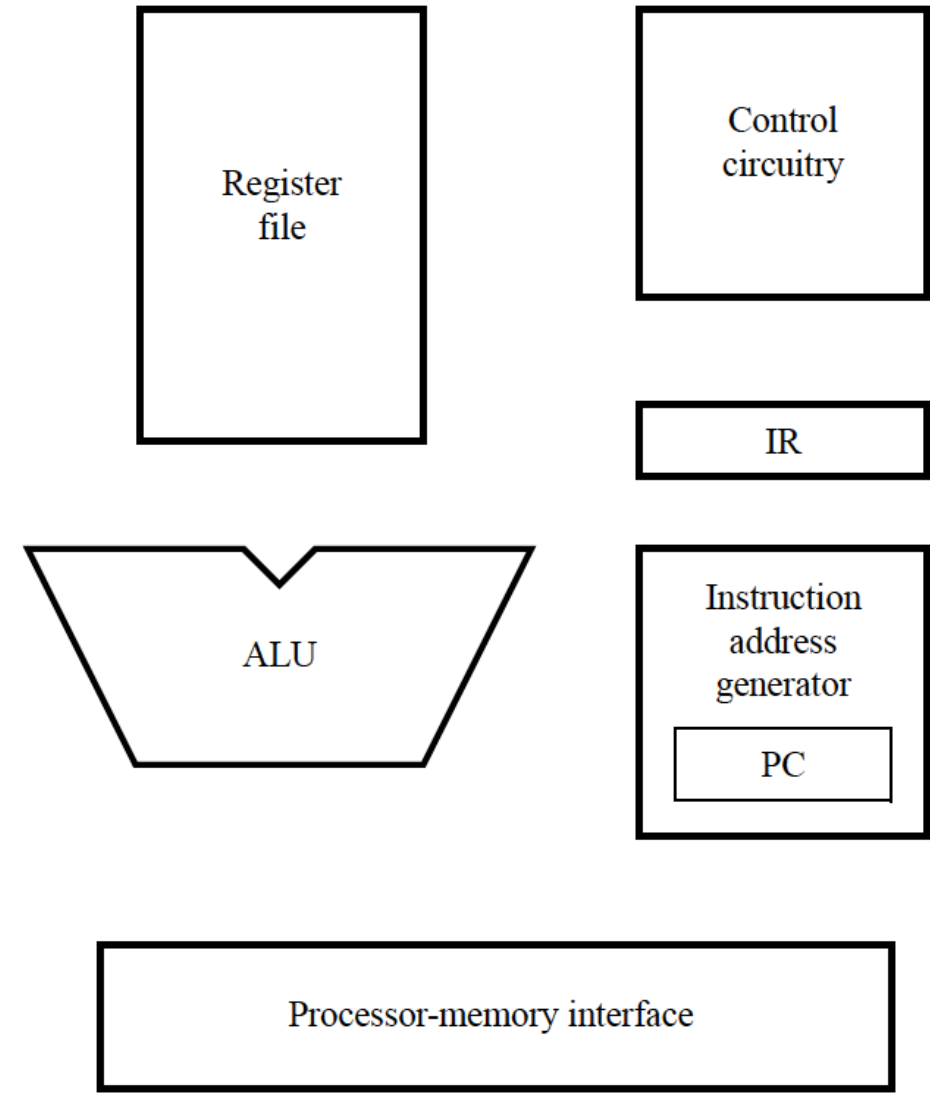 Register
file
Control
circuitry
IR
ALU
Instruction
address
generator
PC
Processor-memory interface